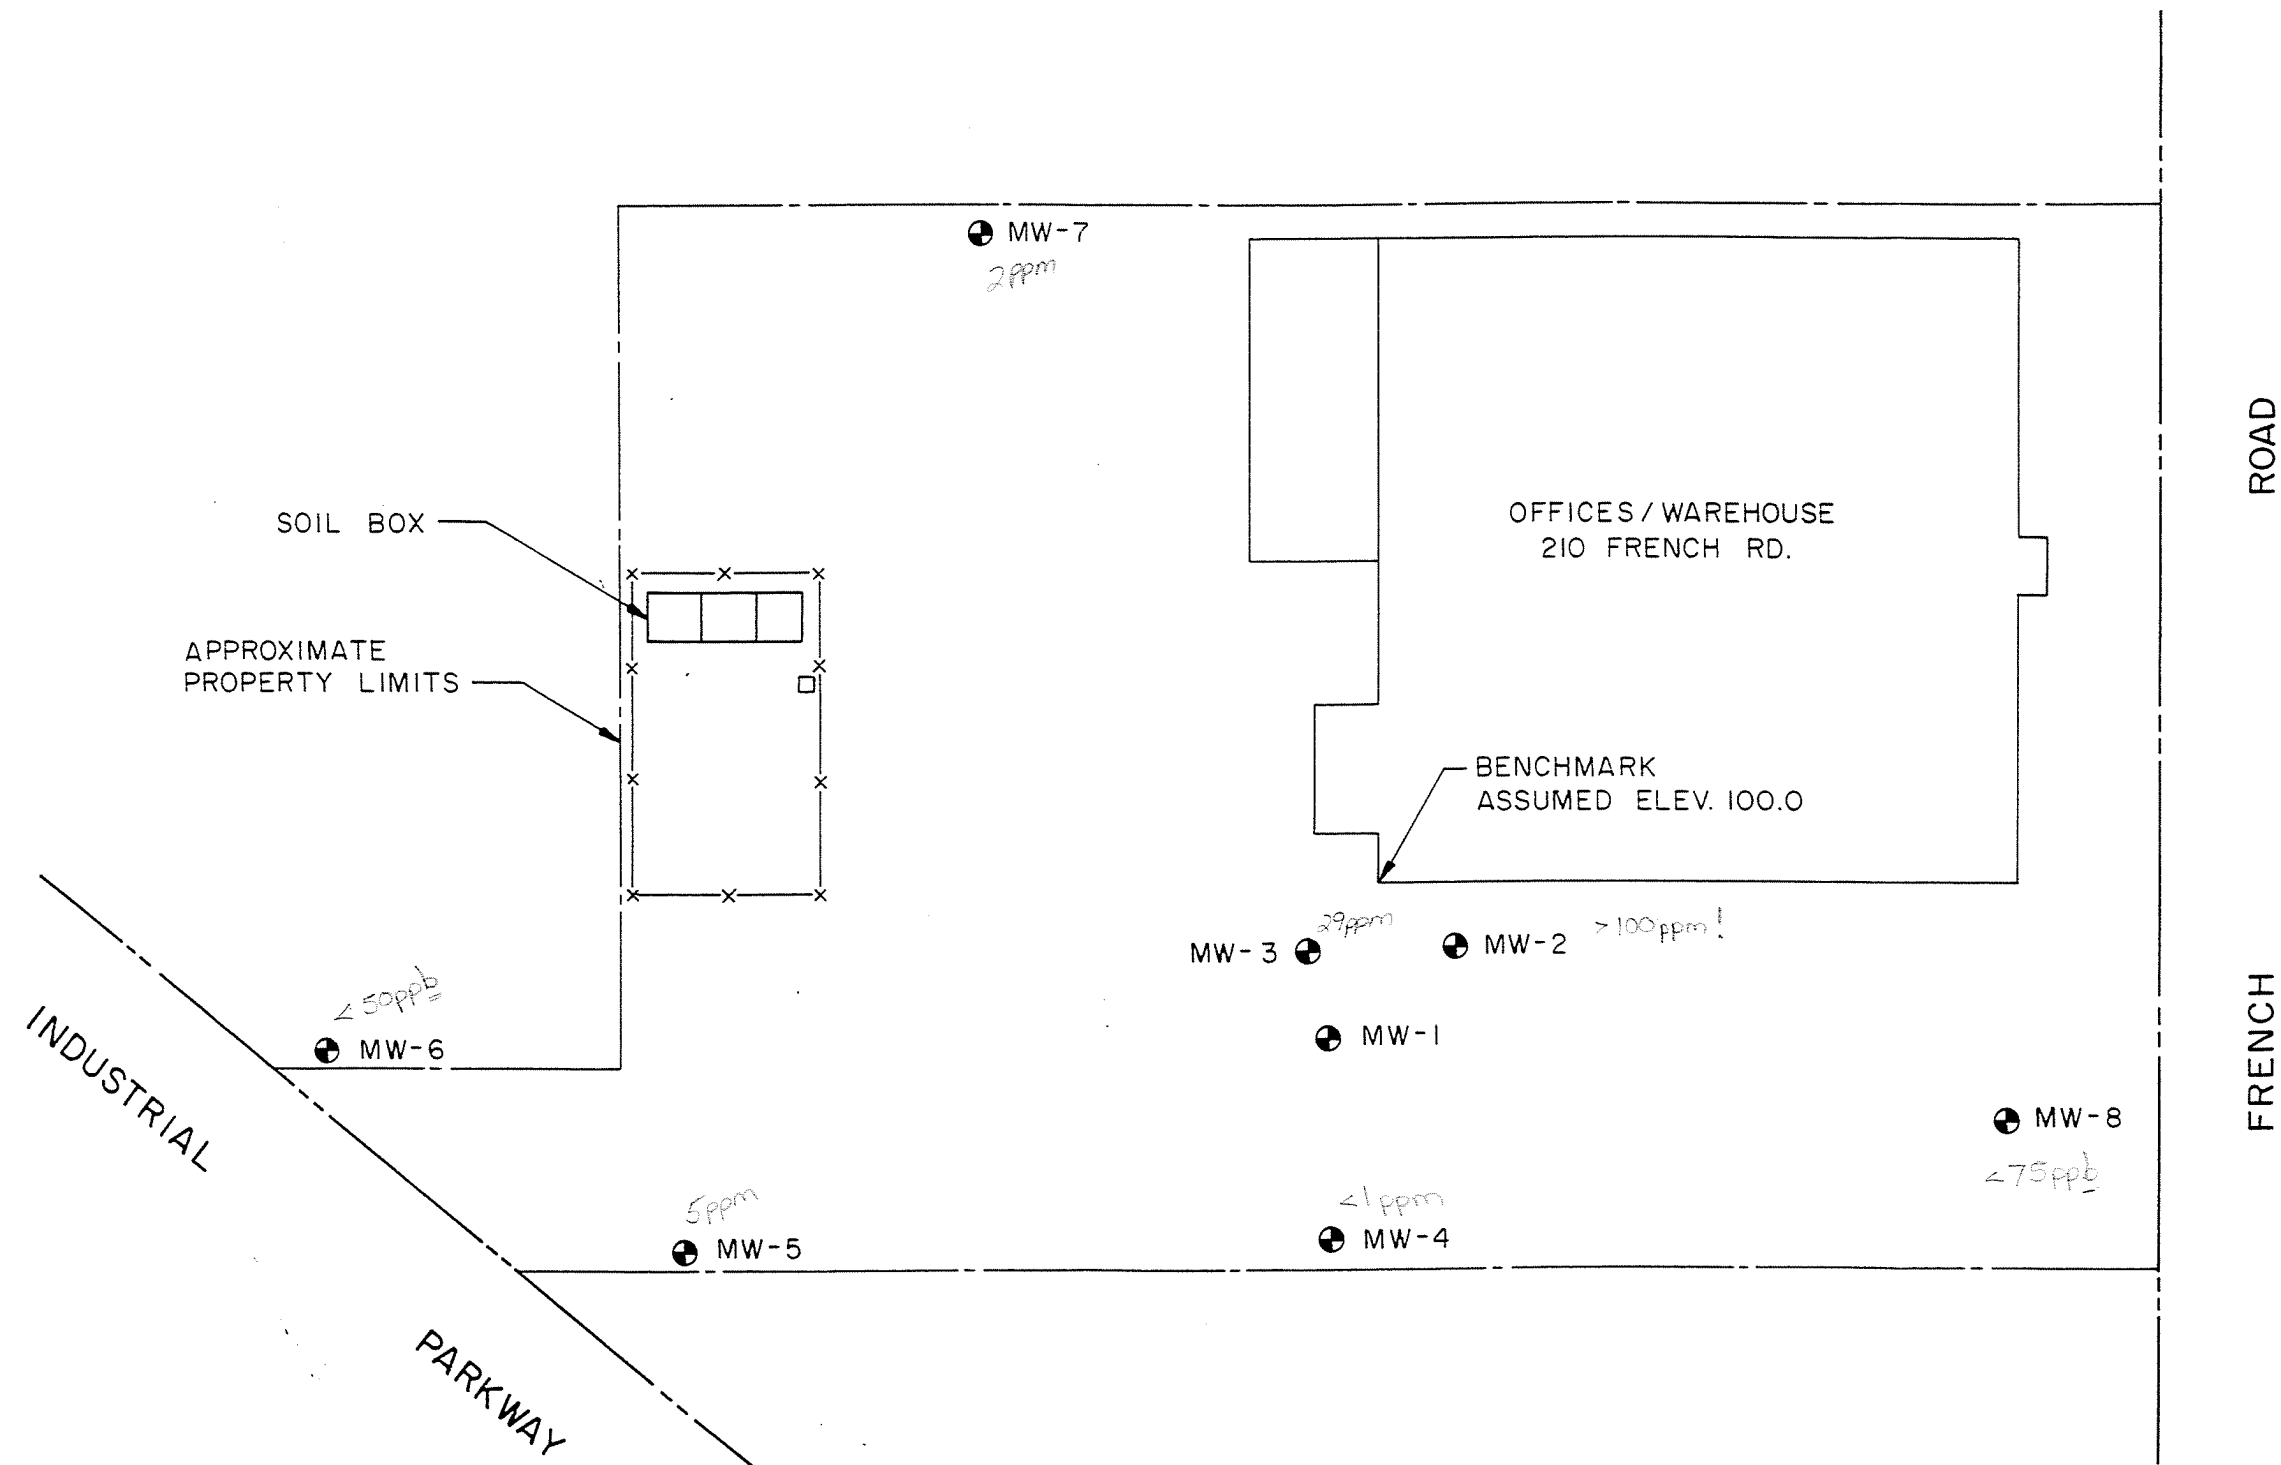 MW-7
2ppm
ROAD
OFFICES / WAREHOUSE
210 FRENCH RD.
SOIL BOX
APPROXIMATE
PROPERTY LIMITS
BENCHMARK
ASSUMED ELEV. 100.0
29ppm
>100ppm!
MW-3
MW-2
<50ppb
MW-6
MW-1
FRENCH
INDUSTRIAL
MW-8
<75ppb
5ppm
MW-5
<1ppm
MW-4
PARKWAY